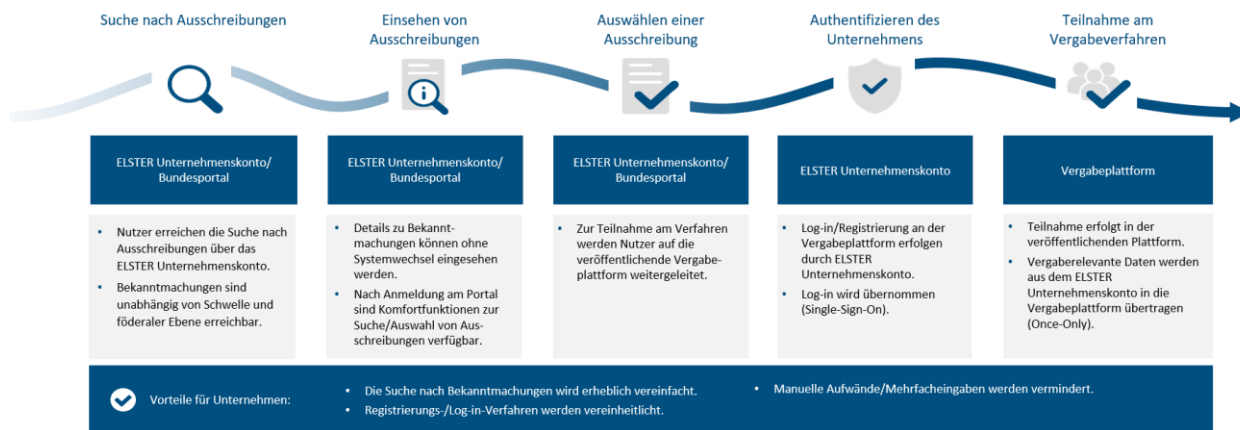 Suche nach Ausschreibungen
Einsehen von
Ausschreibungen
Auswählen einer
Ausschreibung
Authentifizieren des
Unternehmens
Teilnahme am
Vergabeverfahren
ELSTER Unternehmenskonto/
Bundesportal
ELSTER Unternehmenskonto/
Bundesportal
ELSTER Unternehmenskonto/
Bundesportal
ELSTER Unternehmenskonto
Vergabeplattform
• Nutzer erreichen die Suche nach
Ausschreibungen über das
ELSTER Unternehmenskonto.
• Bekanntmachungen sind
unabhängig von Schwelle und
föderaler Ebene erreichbar.
• Details zu Bekannt-
machungen können ohne
Systemwechsel eingesehen
werden.
• Nach Anmeldung am Portal
sind Komfortfunktionen zur
Suche/Auswahl von Aus-
schreibungen verfügbar.
• Zur Teilnahme am Verfahren
werden Nutzer auf die
veröffentlichende Vergabe-
plattform weitergeleitet.
• Log-in/Registrierung an der
Vergabeplattform erfolgen
durch ELSTER
Unternehmenskonto.
• Log-in wird übernommen
(Single-Sign-On).
• Teilnahme erfolgt in der
veröffentlichenden Plattform.
• Vergaberelevante Daten werden
aus dem ELSTER
Unternehmenskonto in die
Vergabeplattform übertragen
(Once-Only).
Vorteile für Unternehmen:
• Die Suche nach Bekanntmachungen wird erheblich vereinfacht.
• Registrierungs-/Log-in-Verfahren werden vereinheitlicht.
• Manuelle Aufwände/Mehrfacheingaben werden vermindert.